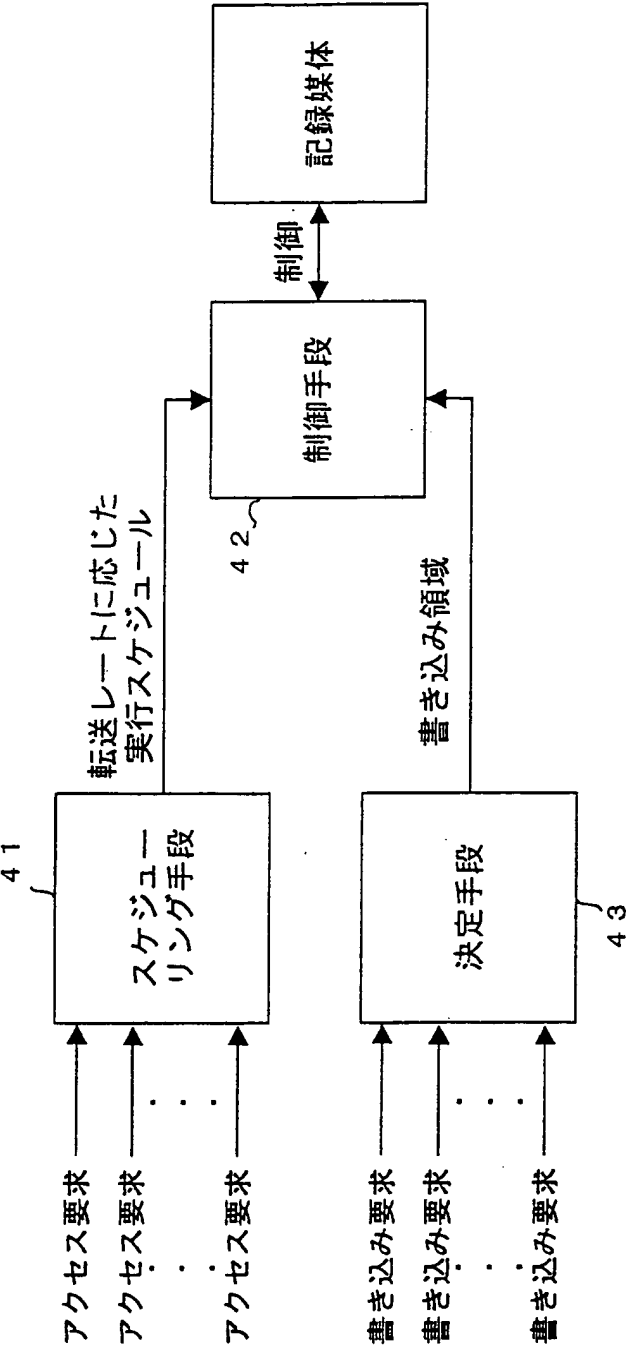 アクセス要求
アクセス要求
アクセス要求
41
スケジュー
リング手段
転送レートに応じた
実行スケジュール
書き込み要求
書き込み要求
書き込み要求
決定手段
43
書き込み領域
42
制御手段
制御
記録媒体